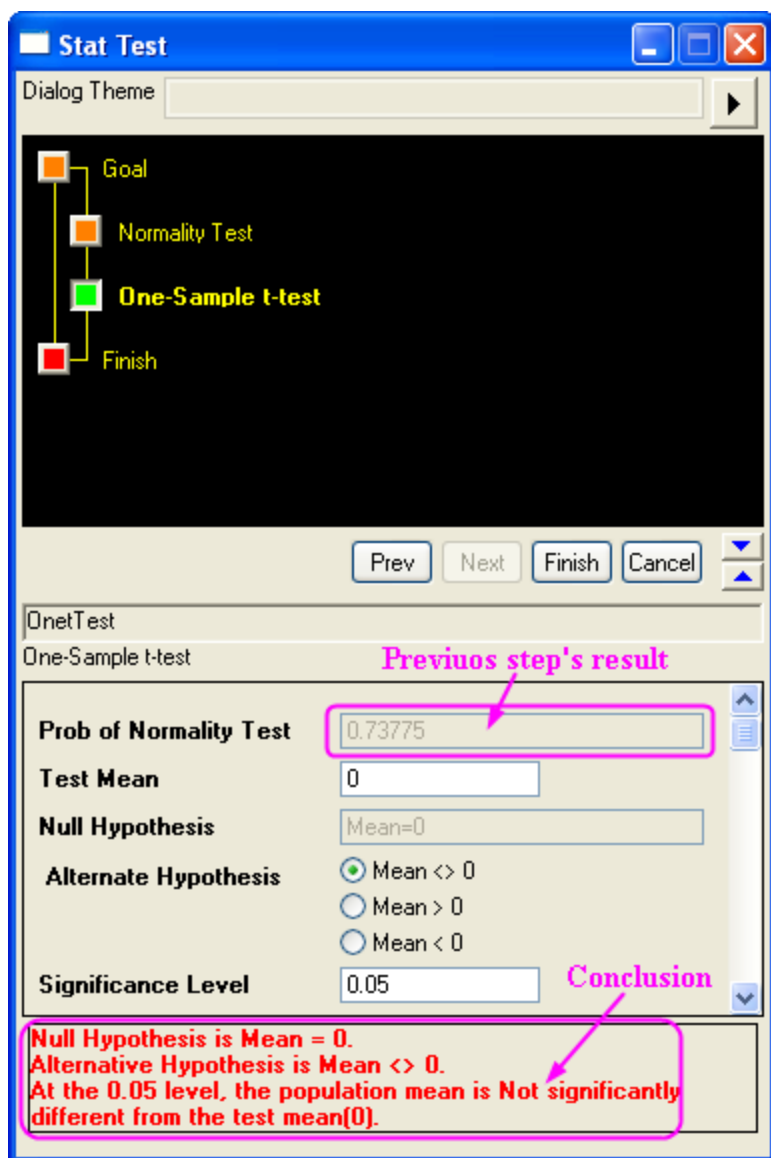 Stat Test
Dialog Theme
Goal
Normality Test
One-Sample t-test
Finish
Prev Next Finish Cancel
OnetTest
One-Sample t-test
Previuos step's result
Prob of Normality Test 0.73775
Test Mean 0
Null Hypothesis Mean=0
Alternate Hypothesis Mean <> 0
Mean > 0
Mean < 0
Significance Level 0.05
Conclusion
Null Hypothesis is Mean = 0.
Alternative Hypothesis is Mean <> 0.
At the 0.05 level, the population mean is Not significantly
different from the test mean(0).